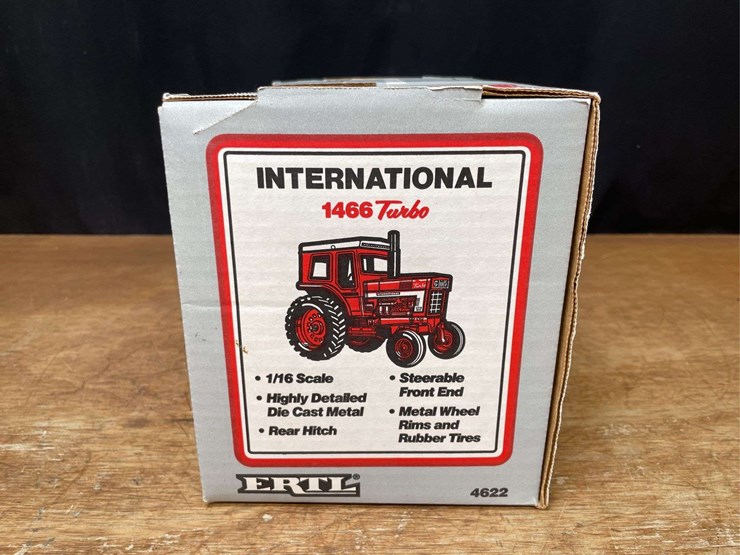 INTERNATIONAL
1466 Turbo
• 1/16 Scale
• Highly Detailed
Die Cast Metal
• Rear Hitch
• Steerable
Front End
• Metal Wheel
Rims and
Rubber Tires
ERTL®
4622